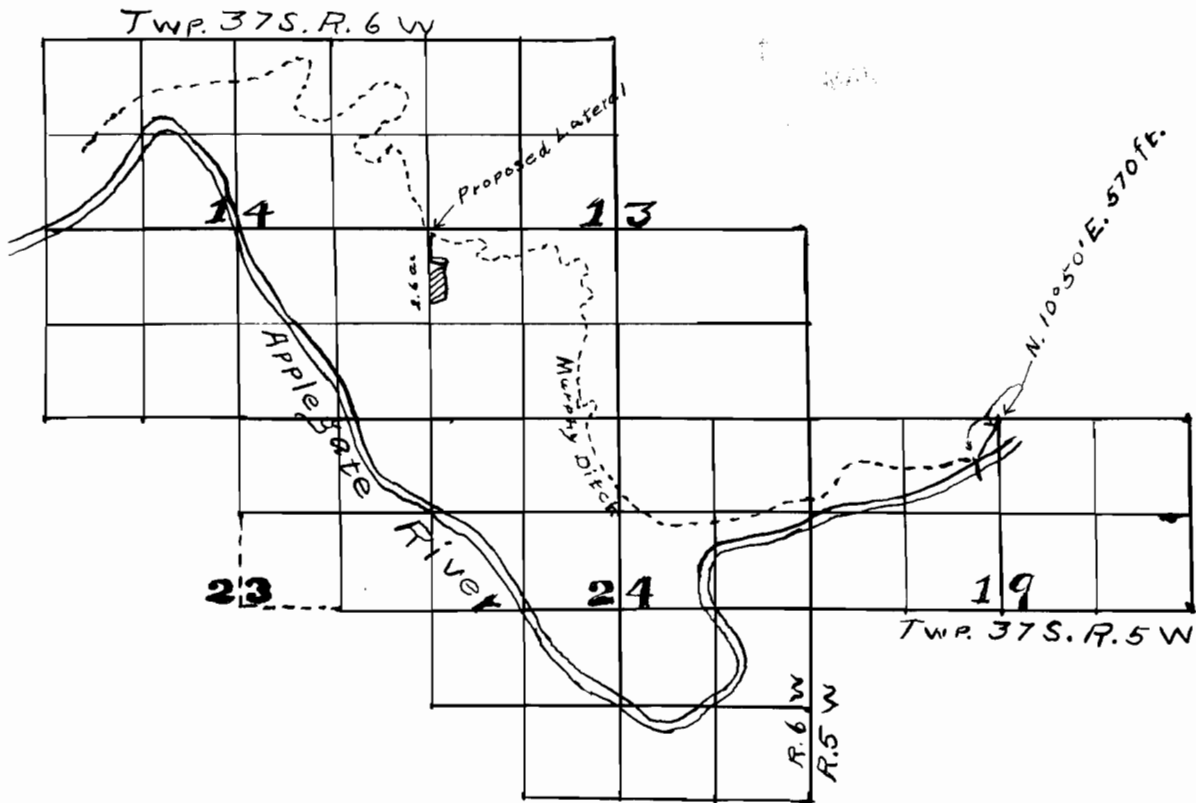 Twp. 37 S. R. 6 W
Proposed Lateral
N. 10°50' E. 570 ft.
14
13
Applegate
River
Murphy Ditch
23
24
19
Twp. 37 S. R. 5 W
R. 6 W
R. 5 W